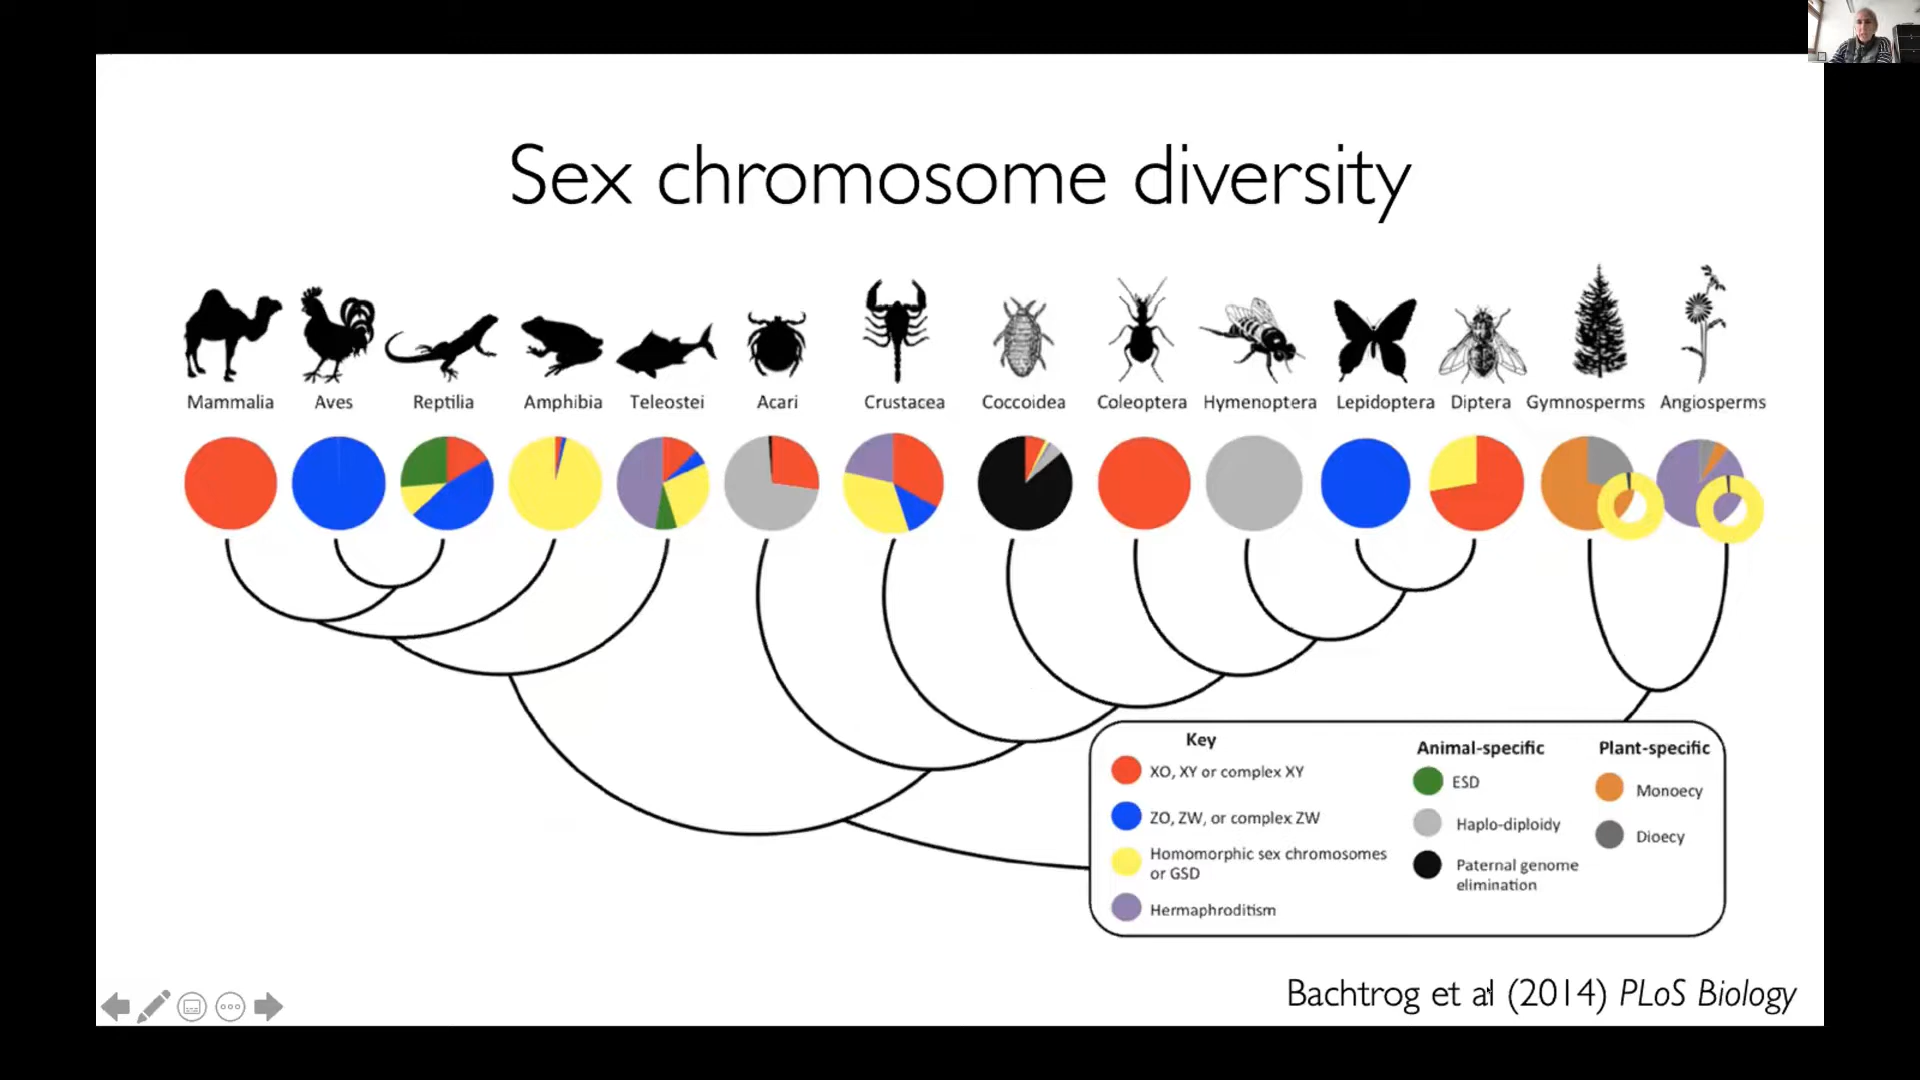 Sex chromosome diversity
Mammalia Aves Reptilia Amphibia Teleostei Acari Crustacea Coccoidea Coleoptera Hymenoptera Lepidoptera Diptera Gymnosperms Angiosperms
Key
XO, XY or complex XY
ZO, ZW, or complex ZW
Homomorphic sex chromosomes
or GSD
Hermaphroditism
Animal-specific
ESD
Haplo-diploidy
Paternal genome
elimination
Plant-specific
Monoecy
Dioecy
Bachtrog et al (2014) PLoS Biology